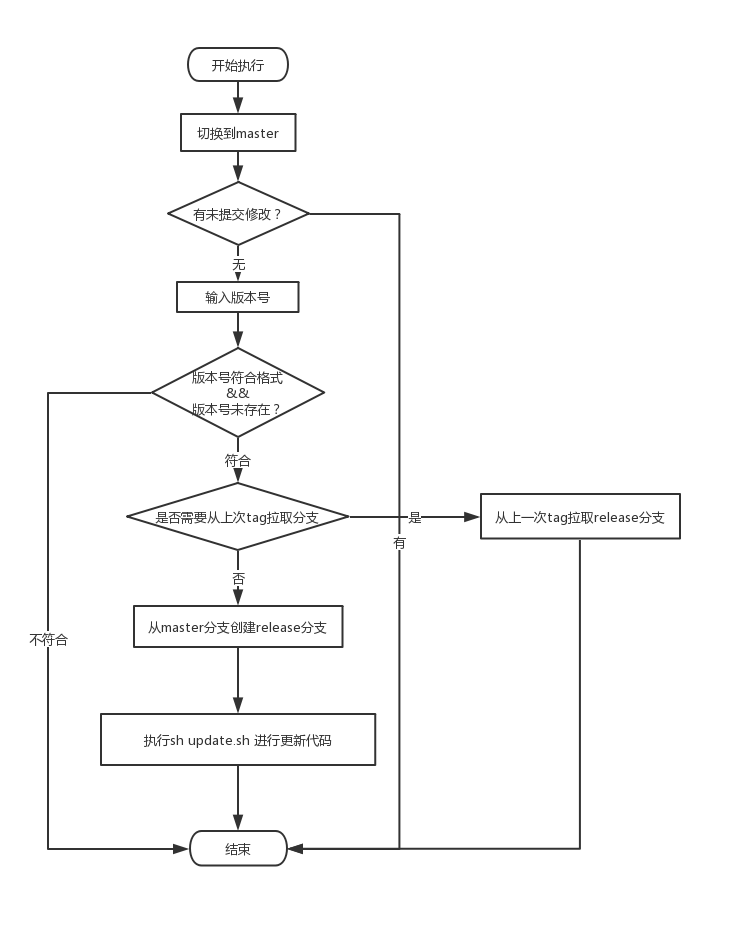 开始执行
切换到master
有未提交修改？
无
输入版本号
版本号符合格式
&&
版本号未存在？
符合
是否需要从上次tag拉取分支
是
从上一次tag拉取release分支
有
否
从master分支创建release分支
不符合
执行sh update.sh 进行更新代码
结束